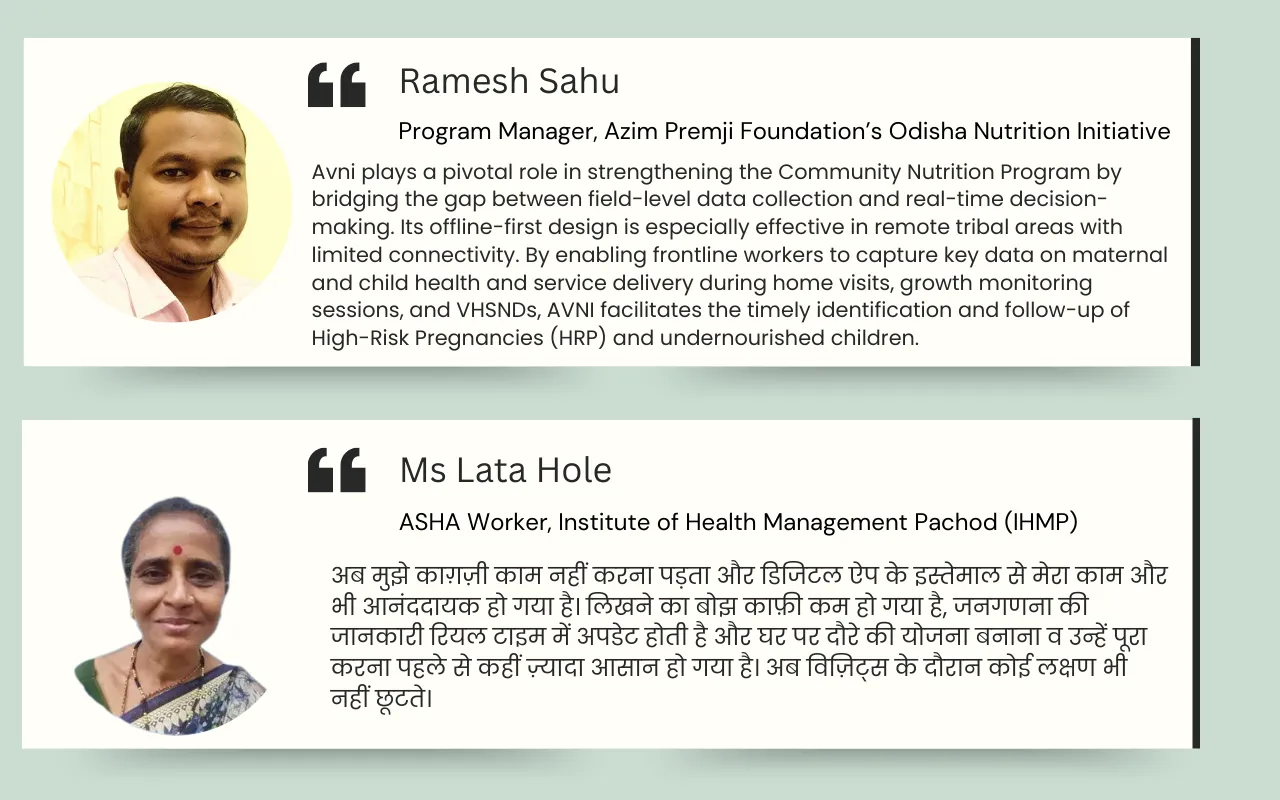 Ramesh Sahu
Program Manager, Azim Premji Foundation’s Odisha Nutrition Initiative
Avni plays a pivotal role in strengthening the Community Nutrition Program by
bridging the gap between field-level data collection and real-time decision-
making. Its offline-first design is especially effective in remote tribal areas with
limited connectivity. By enabling frontline workers to capture key data on maternal
and child health and service delivery during home visits, growth monitoring
sessions, and VHSNDs, AVNI facilitates the timely identification and follow-up of
High-Risk Pregnancies (HRP) and undernourished children.
Ms Lata Hole
ASHA Worker, Institute of Health Management Pachod (IHMP)
अब मुझे काग़ज़ी काम नहीं करना पड़ता और डिजिटल ऐप के इस्तेमाल से मेरा काम और
भी आनंददायक हो गया है। लिखने का बोझ काफ़ी कम हो गया है, जनगणना की
जानकारी रियल टाइम में अपडेट होती है और घर पर दौरे की योजना बनाना व उन्हें पूरा
करना पहले से कहीं ज़्यादा आसान हो गया है। अब विज़िट्स के दौरान कोई लक्षण भी
नहीं छूटते।